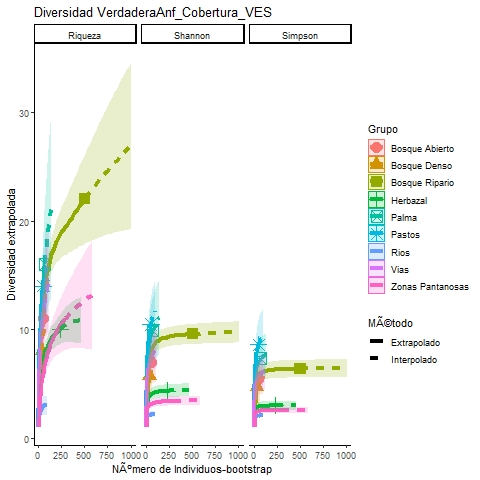 Diversidad VerdaderaAnf_Cobertura_VES
Riqueza Shannon Simpson
Diversidad extrapolada
30
20
10
0
0 250 500 750 1000 0 250 500 750 1000 0 250 500 750 1000
NÃºmero de Individuos-bootstrap
Grupo
Bosque Abierto
Bosque Denso
Bosque Ripario
Herbazal
Palma
Pastos
Rios
Vias
Zonas Pantanosas
MÃ©todo
Extrapolado
Interpolado